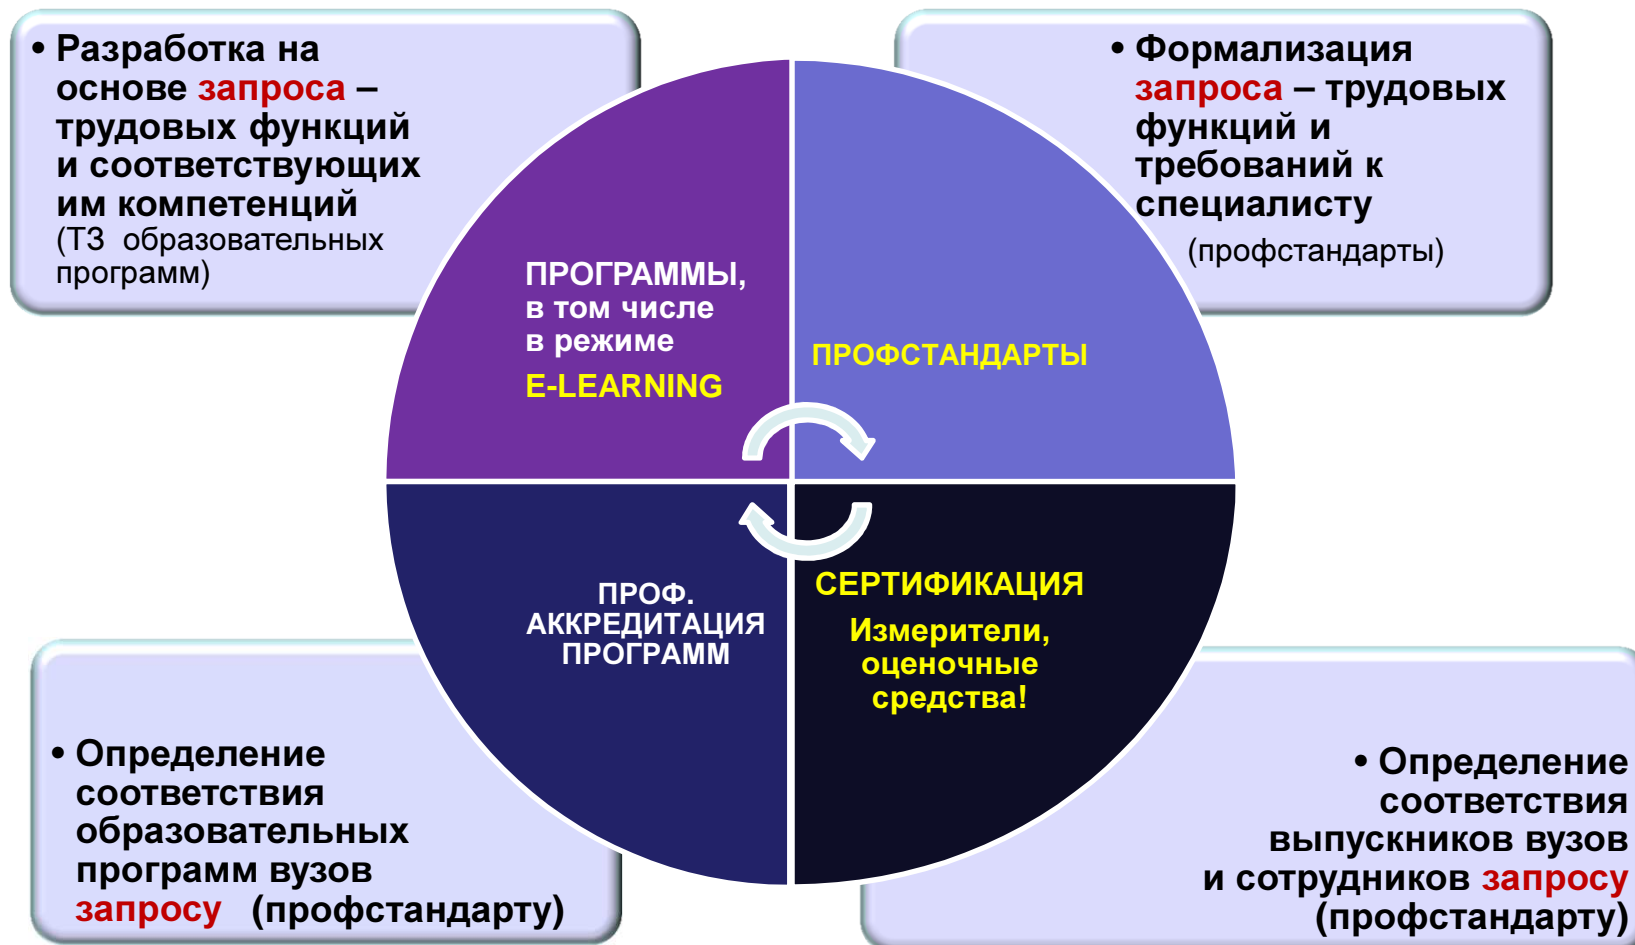 • Разработка на
основе запроса –
трудовых функций
и соответствующих
им компетенций
(ТЗ образовательных
программ)
• Формализация
запроса – трудовых
функций и
требований к
специалисту
(профстандарты)
ПРОГРАММЫ,
в том числе
в режиме
E-LEARNING
ПРОФСТАНДАРТЫ
ПРОФ.
АККРЕДИТАЦИЯ
ПРОГРАММ
СЕРТИФИКАЦИЯ
Измерители,
оценочные
средства!
• Определение
соответствия
образовательных
программ вузов
запросу (профстандарту)
• Определение
соответствия
выпускников вузов
и сотрудников запросу
(профстандарту)